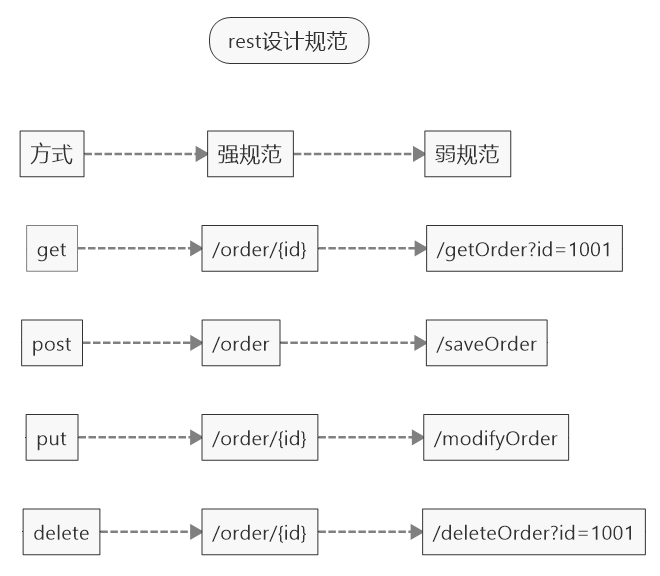 rest设计规范
方式 强规范 弱规范
get /order/{id} /getOrder?id=1001
post /order /saveOrder
put /order/{id} /modifyOrder
delete /order/{id} /deleteOrder?id=1001